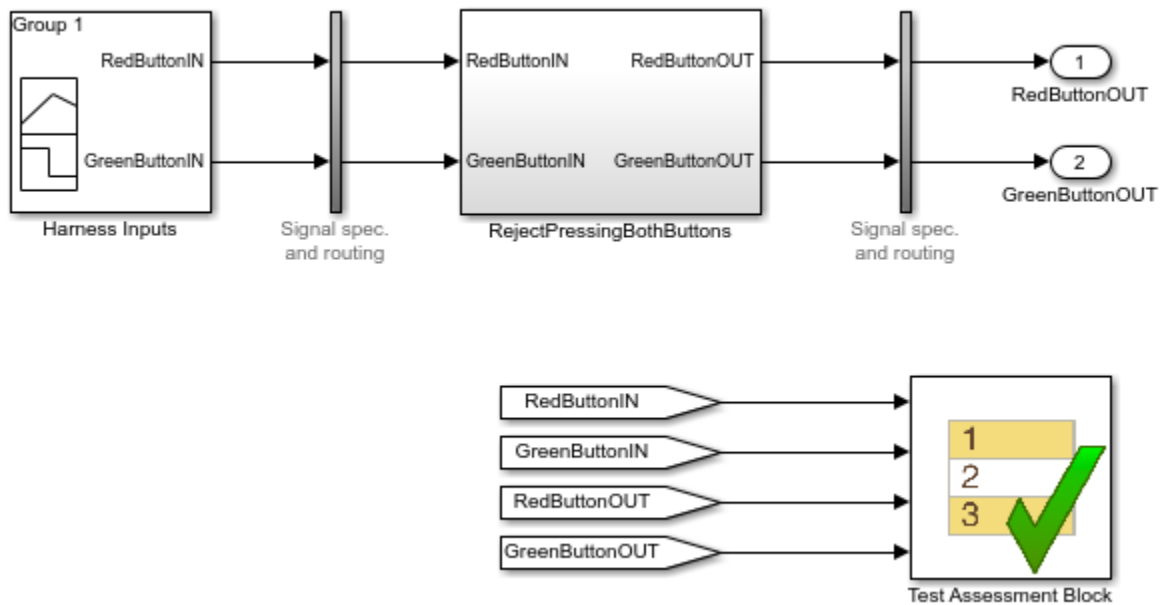 Group 1
RedButtonIN
GreenButtonIN
Harness Inputs
Signal spec.
and routing
RedButtonIN
RedButtonOUT
GreenButtonIN
GreenButtonOUT
RejectPressingBothButtons
Signal spec.
and routing
1
RedButtonOUT
2
GreenButtonOUT
RedButtonIN
GreenButtonIN
RedButtonOUT
GreenButtonOUT
1
2
3
Test Assessment Block